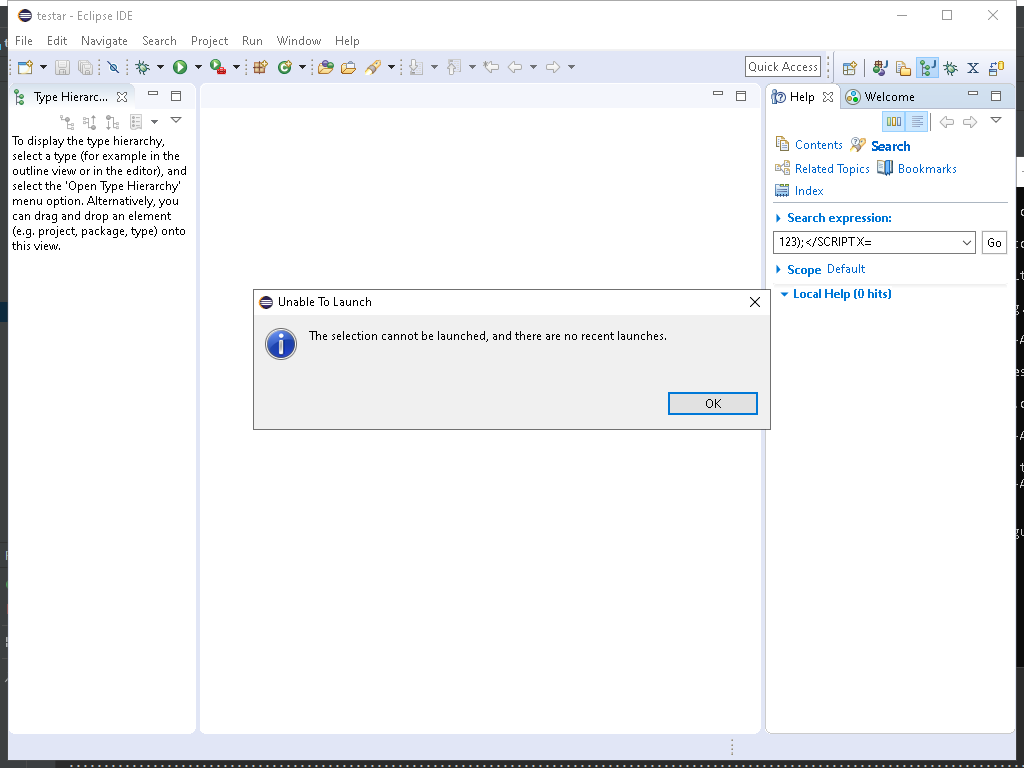 testar - Eclipse IDE
File Edit Navigate Search Project Run Window Help
Quick Access
Type Hierarc...
To display the type hierarchy,
select a type (for example in the
outline view or in the editor), and
select the 'Open Type Hierarchy'
menu option. Alternatively, you
can drag and drop an element
(e.g. project, package, type) onto
this view.
Help Welcome
Contents Search
Related Topics Bookmarks
Index
Search expression:
123);</SCRIPTX= Go
Scope Default
Local Help (0 hits)
Unable To Launch
The selection cannot be launched, and there are no recent launches.
OK